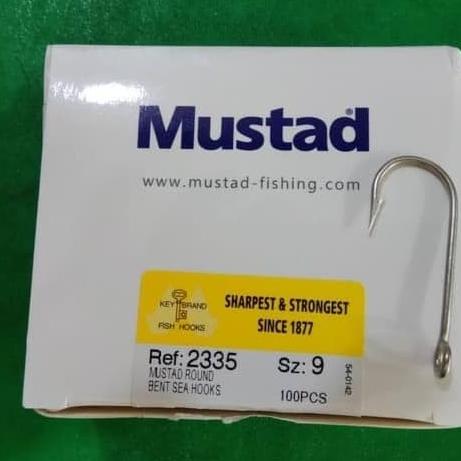 Mustad®
www.mustad-fishing.com
KEY BRAND
FISH HOOKS
SHARPEST & STRONGEST
SINCE 1877
Ref: 2335 Sz: 9
MUSTAD ROUND
BENT SEA HOOKS
100PCS
54-0142